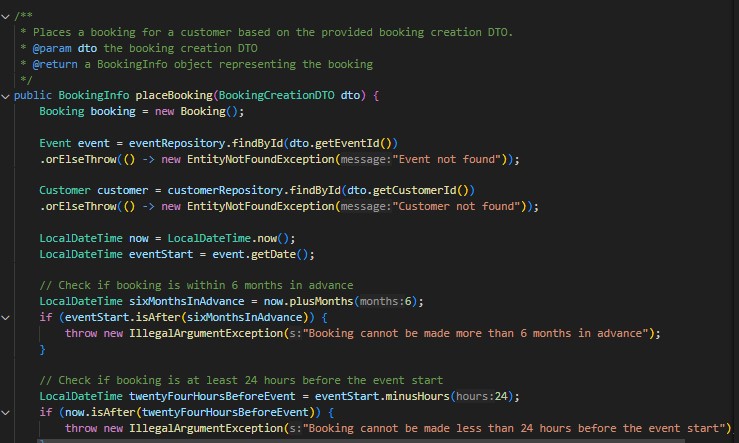 /**
* Places a booking for a customer based on the provided booking creation DTO.
* @param dto the booking creation DTO
* @return a BookingInfo object representing the booking
*/
public BookingInfo placeBooking(BookingCreationDTO dto) {
Booking booking = new Booking();
Event event = eventRepository.findById(dto.getEventId())
.orElseThrow(() -> new EntityNotFoundException(message:"Event not found"));
Customer customer = customerRepository.findById(dto.getCustomerId())
.orElseThrow(() -> new EntityNotFoundException(message:"Customer not found"));
LocalDateTime now = LocalDateTime.now();
LocalDateTime eventStart = event.getDate();
// Check if booking is within 6 months in advance
LocalDateTime sixMonthsInAdvance = now.plusMonths(months:6);
if (eventStart.isAfter(sixMonthsInAdvance)) {
throw new IllegalArgumentException(s:"Booking cannot be made more than 6 months in advance");
}
// Check if booking is at least 24 hours before the event start
LocalDateTime twentyFourHoursBeforeEvent = eventStart.minusHours(hours:24);
if (now.isAfter(twentyFourHoursBeforeEvent)) {
throw new IllegalArgumentException(s:"Booking cannot be made less than 24 hours before the event start")